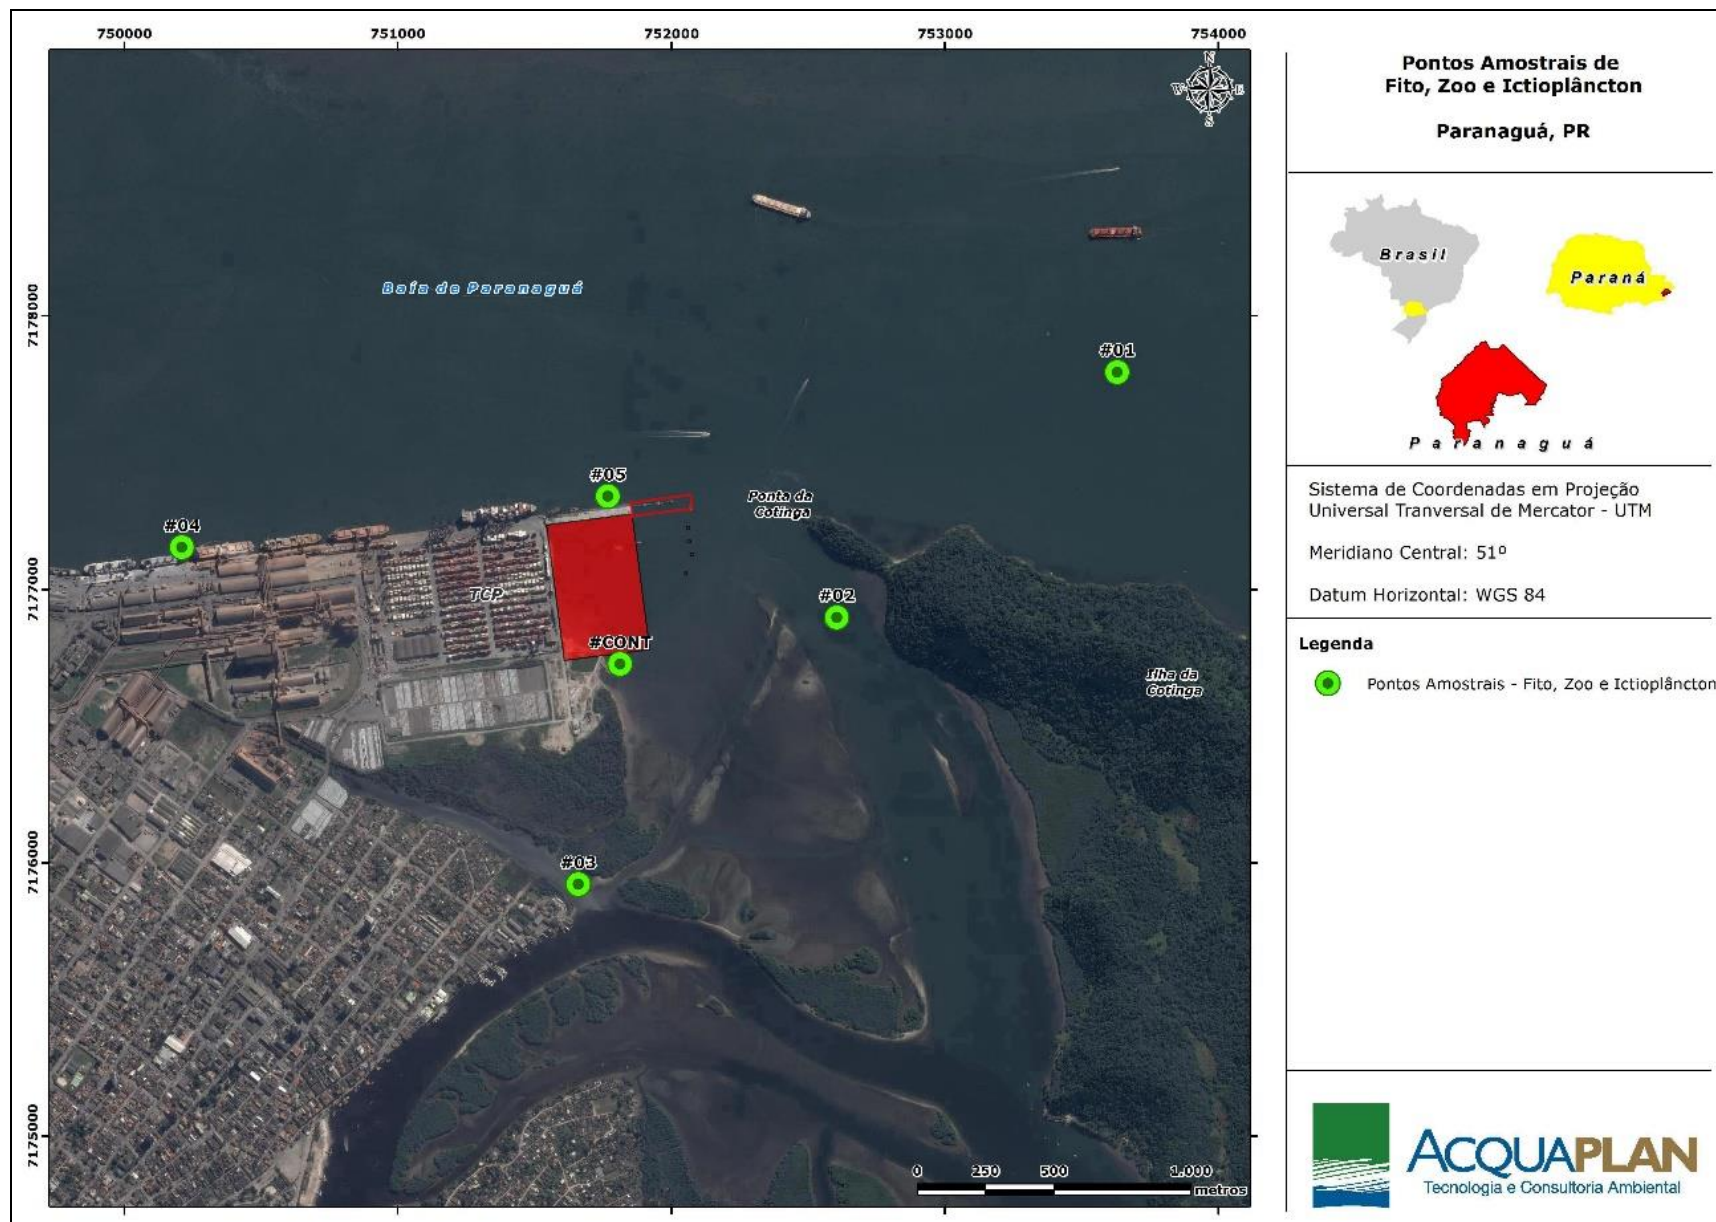 750000
751000
752000
753000
754000
N
W
E
S
Baía de Paranaguá
7178000
7177000
7176000
7175000
#01
#05
#04
Ponta da
Cotinga
TCP
#02
#CONT
Ilha da
Cotinga
#03
0 250 500 1.000
metros
Pontos Amostrais de
Fito, Zoo e Ictioplâncton
Paranaguá, PR
Brasil
Paraná
Paranaguá
Sistema de Coordenadas em Projeção
Universal Tranversal de Mercator - UTM
Meridiano Central: 51º
Datum Horizontal: WGS 84
Legenda
Pontos Amostrais - Fito, Zoo e Ictioplâncton
ACQUAPLAN
Tecnologia e Consultoria Ambiental